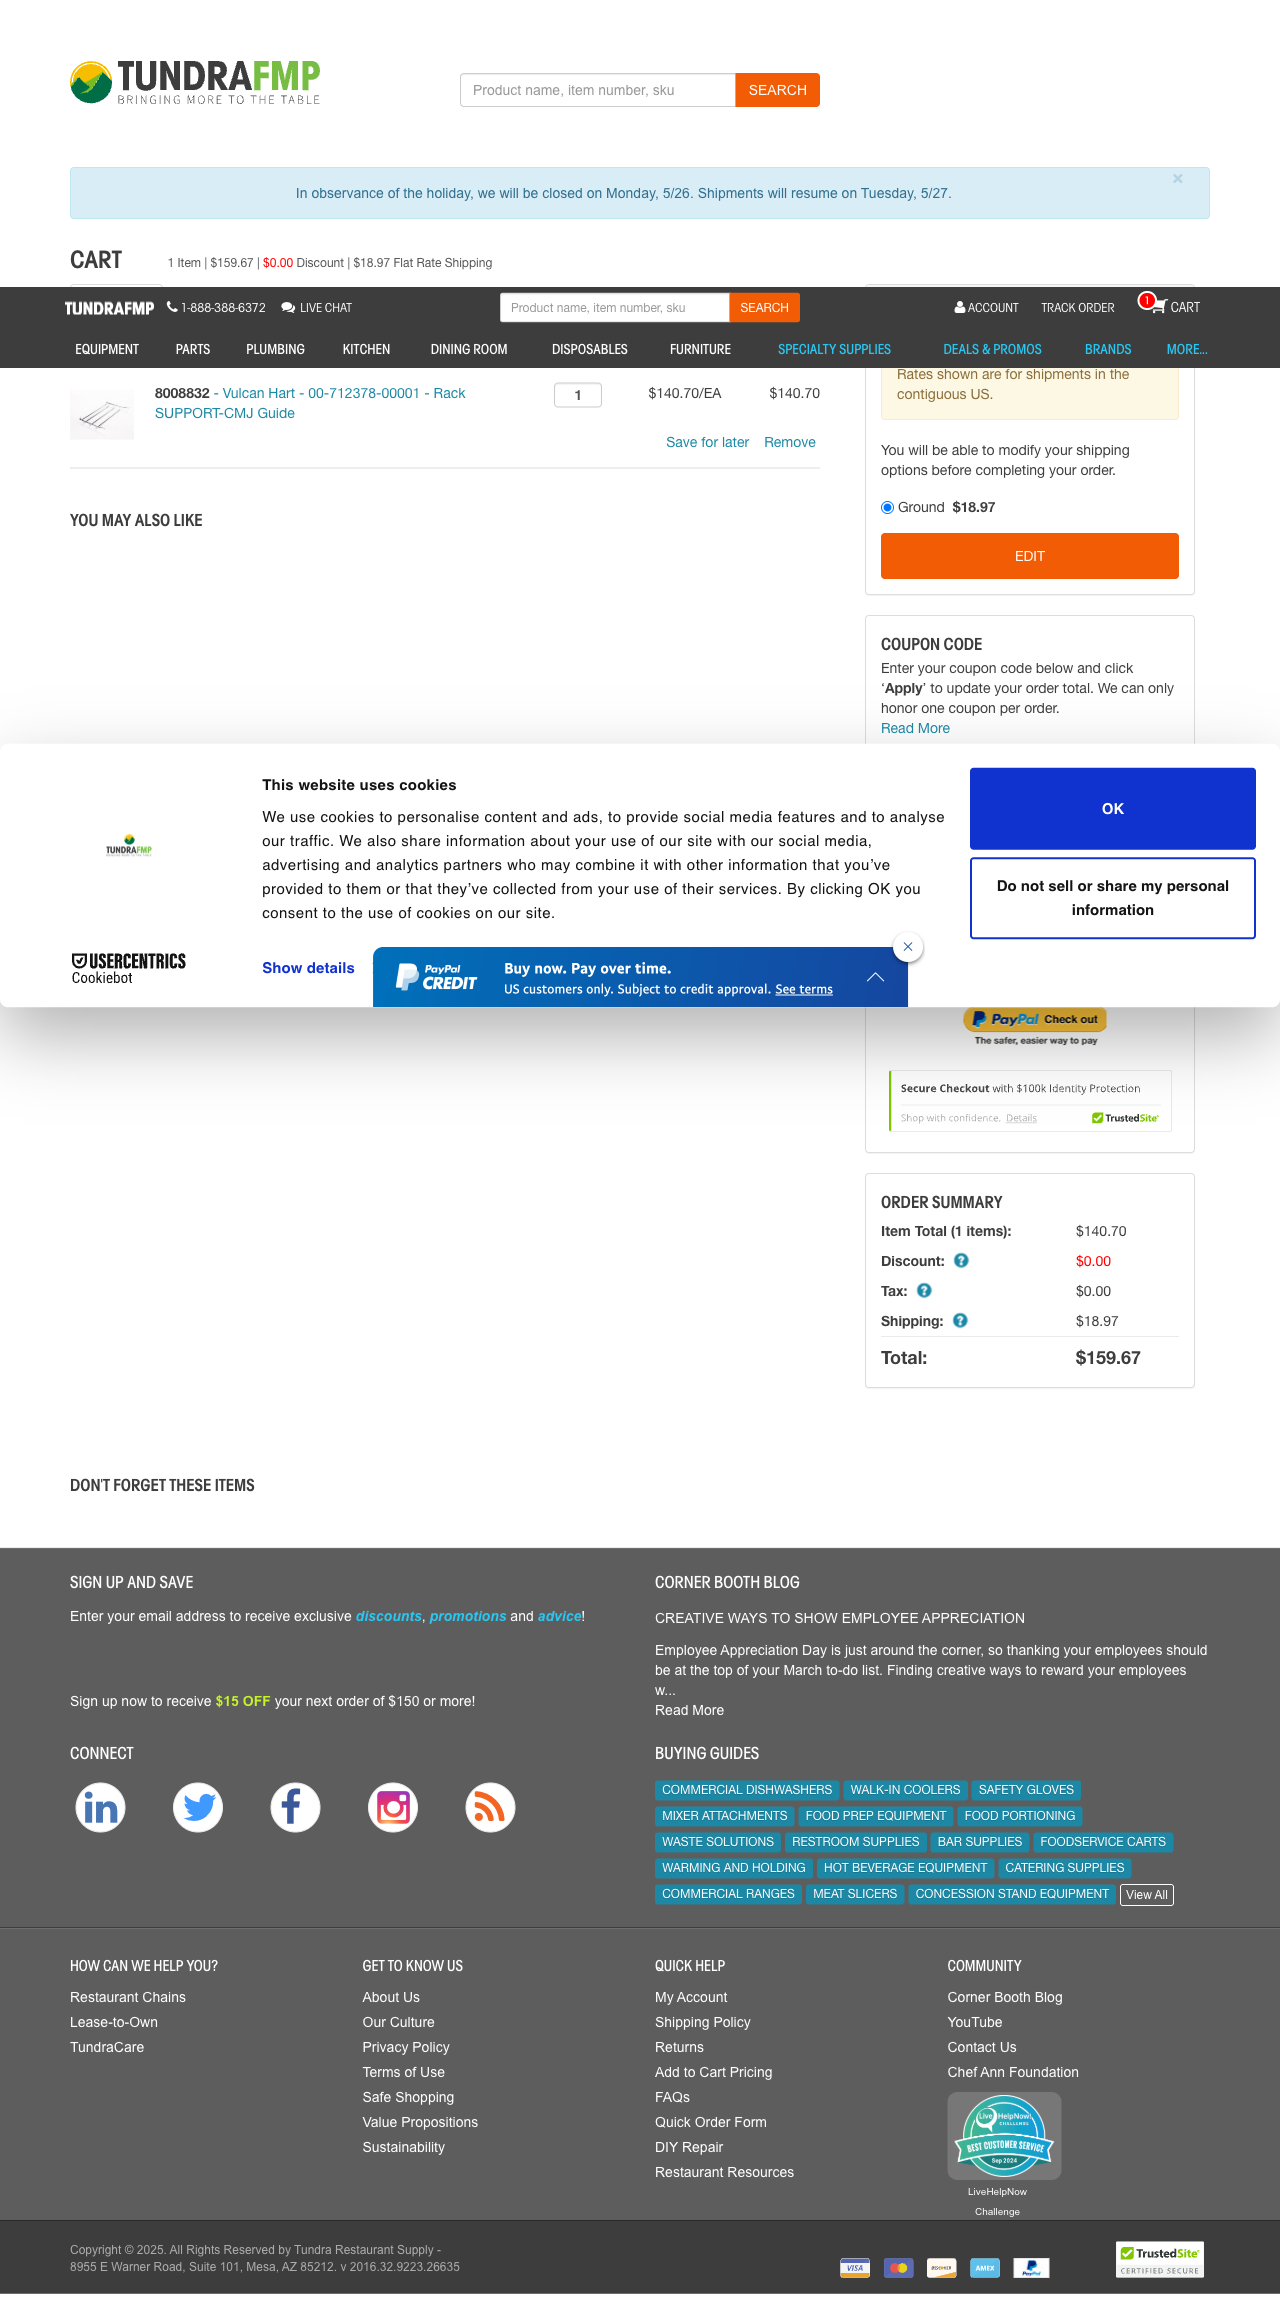 TUNDRAFMP
BRINGING MORE TO THE TABLE
Product name, item number, sku
SEARCH
In observance of the holiday, we will be closed on Monday, 5/26. Shipments will resume on Tuesday, 5/27.
×
CART
1 Item | $159.67 | $0.00 Discount | $18.97 Flat Rate Shipping
TUNDRAFMP
1-888-388-6372
LIVE CHAT
Product name, item number, sku
SEARCH
ACCOUNT
TRACK ORDER
1
CART
EQUIPMENT
PARTS
PLUMBING
KITCHEN
DINING ROOM
DISPOSABLES
FURNITURE
SPECIALTY SUPPLIES
DEALS & PROMOS
BRANDS
MORE...
8008832 - Vulcan Hart - 00-712378-00001 - Rack
SUPPORT-CMJ Guide
1
$140.70/EA
$140.70
Save for later
Remove
YOU MAY ALSO LIKE
Rates shown are for shipments in the
contiguous US.
You will be able to modify your shipping
options before completing your order.
Ground $18.97
EDIT
COUPON CODE
Enter your coupon code below and click
‘Apply’ to update your order total. We can only
honor one coupon per order.
Read More
TUNDRAFMP
USERCENTRICS
Cookiebot
This website uses cookies
We use cookies to personalise content and ads, to provide social media features and to analyse
our traffic. We also share information about your use of our site with our social media,
advertising and analytics partners who may combine it with other information that you’ve
provided to them or that they’ve collected from your use of their services. By clicking OK you
consent to the use of cookies on our site.
Show details
OK
Do not sell or share my personal
information
PayPal
CREDIT
Buy now. Pay over time.
US customers only. Subject to credit approval. See terms
PayPal Check out
The safer, easier way to pay
Secure Checkout with $100k Identity Protection
Shop with confidence. Details
TrustedSite
ORDER SUMMARY
Item Total (1 items): $140.70
Discount: ? $0.00
Tax: ? $0.00
Shipping: ? $18.97
Total: $159.67
DON'T FORGET THESE ITEMS
SIGN UP AND SAVE
Enter your email address to receive exclusive discounts, promotions and advice!
Sign up now to receive $15 OFF your next order of $150 or more!
CORNER BOOTH BLOG
CREATIVE WAYS TO SHOW EMPLOYEE APPRECIATION
Employee Appreciation Day is just around the corner, so thanking your employees should
be at the top of your March to-do list. Finding creative ways to reward your employees
w...
Read More
CONNECT
BUYING GUIDES
COMMERCIAL DISHWASHERS WALK-IN COOLERS SAFETY GLOVES
MIXER ATTACHMENTS FOOD PREP EQUIPMENT FOOD PORTIONING
WASTE SOLUTIONS RESTROOM SUPPLIES BAR SUPPLIES FOODSERVICE CARTS
WARMING AND HOLDING HOT BEVERAGE EQUIPMENT CATERING SUPPLIES
COMMERCIAL RANGES MEAT SLICERS CONCESSION STAND EQUIPMENT View All
HOW CAN WE HELP YOU?
Restaurant Chains
Lease-to-Own
TundraCare
GET TO KNOW US
About Us
Our Culture
Privacy Policy
Terms of Use
Safe Shopping
Value Propositions
Sustainability
QUICK HELP
My Account
Shipping Policy
Returns
Add to Cart Pricing
FAQs
Quick Order Form
DIY Repair
Restaurant Resources
COMMUNITY
Corner Booth Blog
YouTube
Contact Us
Chef Ann Foundation
LiveHelpNow!
CHALLENGE
BEST CUSTOMER SERVICE
Sep 2024
LiveHelpNow
Challenge
Copyright © 2025. All Rights Reserved by Tundra Restaurant Supply -
8955 E Warner Road, Suite 101, Mesa, AZ 85212. v 2016.32.9223.26635
VISA
DISCOVER
AMEX
PayPal
TrustedSite
CERTIFIED SECURE